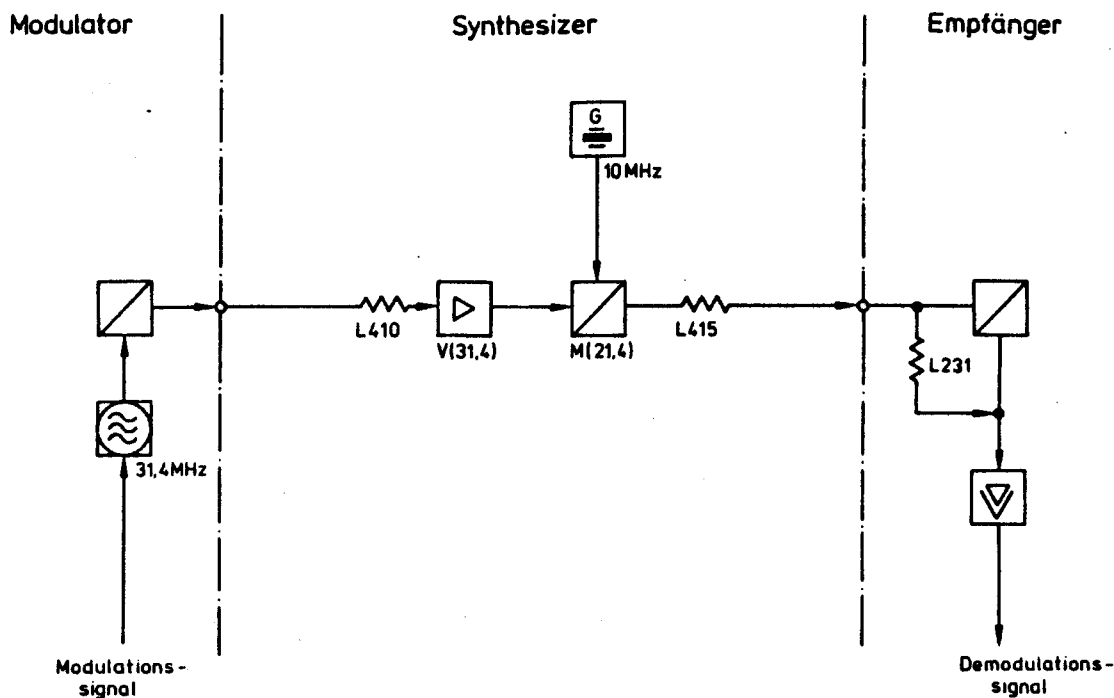 Modulator
Synthesizer
Empfänger
G
10 MHz
L410
V(31,4)
M(21,4)
L415
L231
31,4MHz
Modulations-
signal
Demodulations-
signal